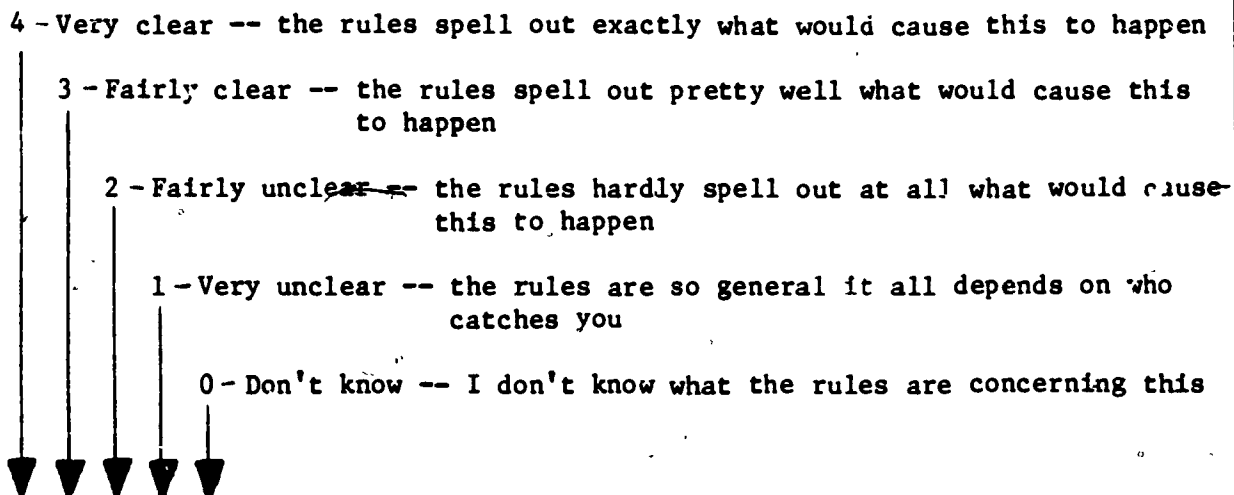 4 - Very clear -- the rules spell out exactly what would cause this to happen
3 - Fairly clear -- the rules spell out pretty well what would cause this
to happen
2 - Fairly unclear -- the rules hardly spell out at all what would cause
this to happen
1 - Very unclear -- the rules are so general it all depends on who
catches you
0 - Don't know -- I don't know what the rules are concerning this